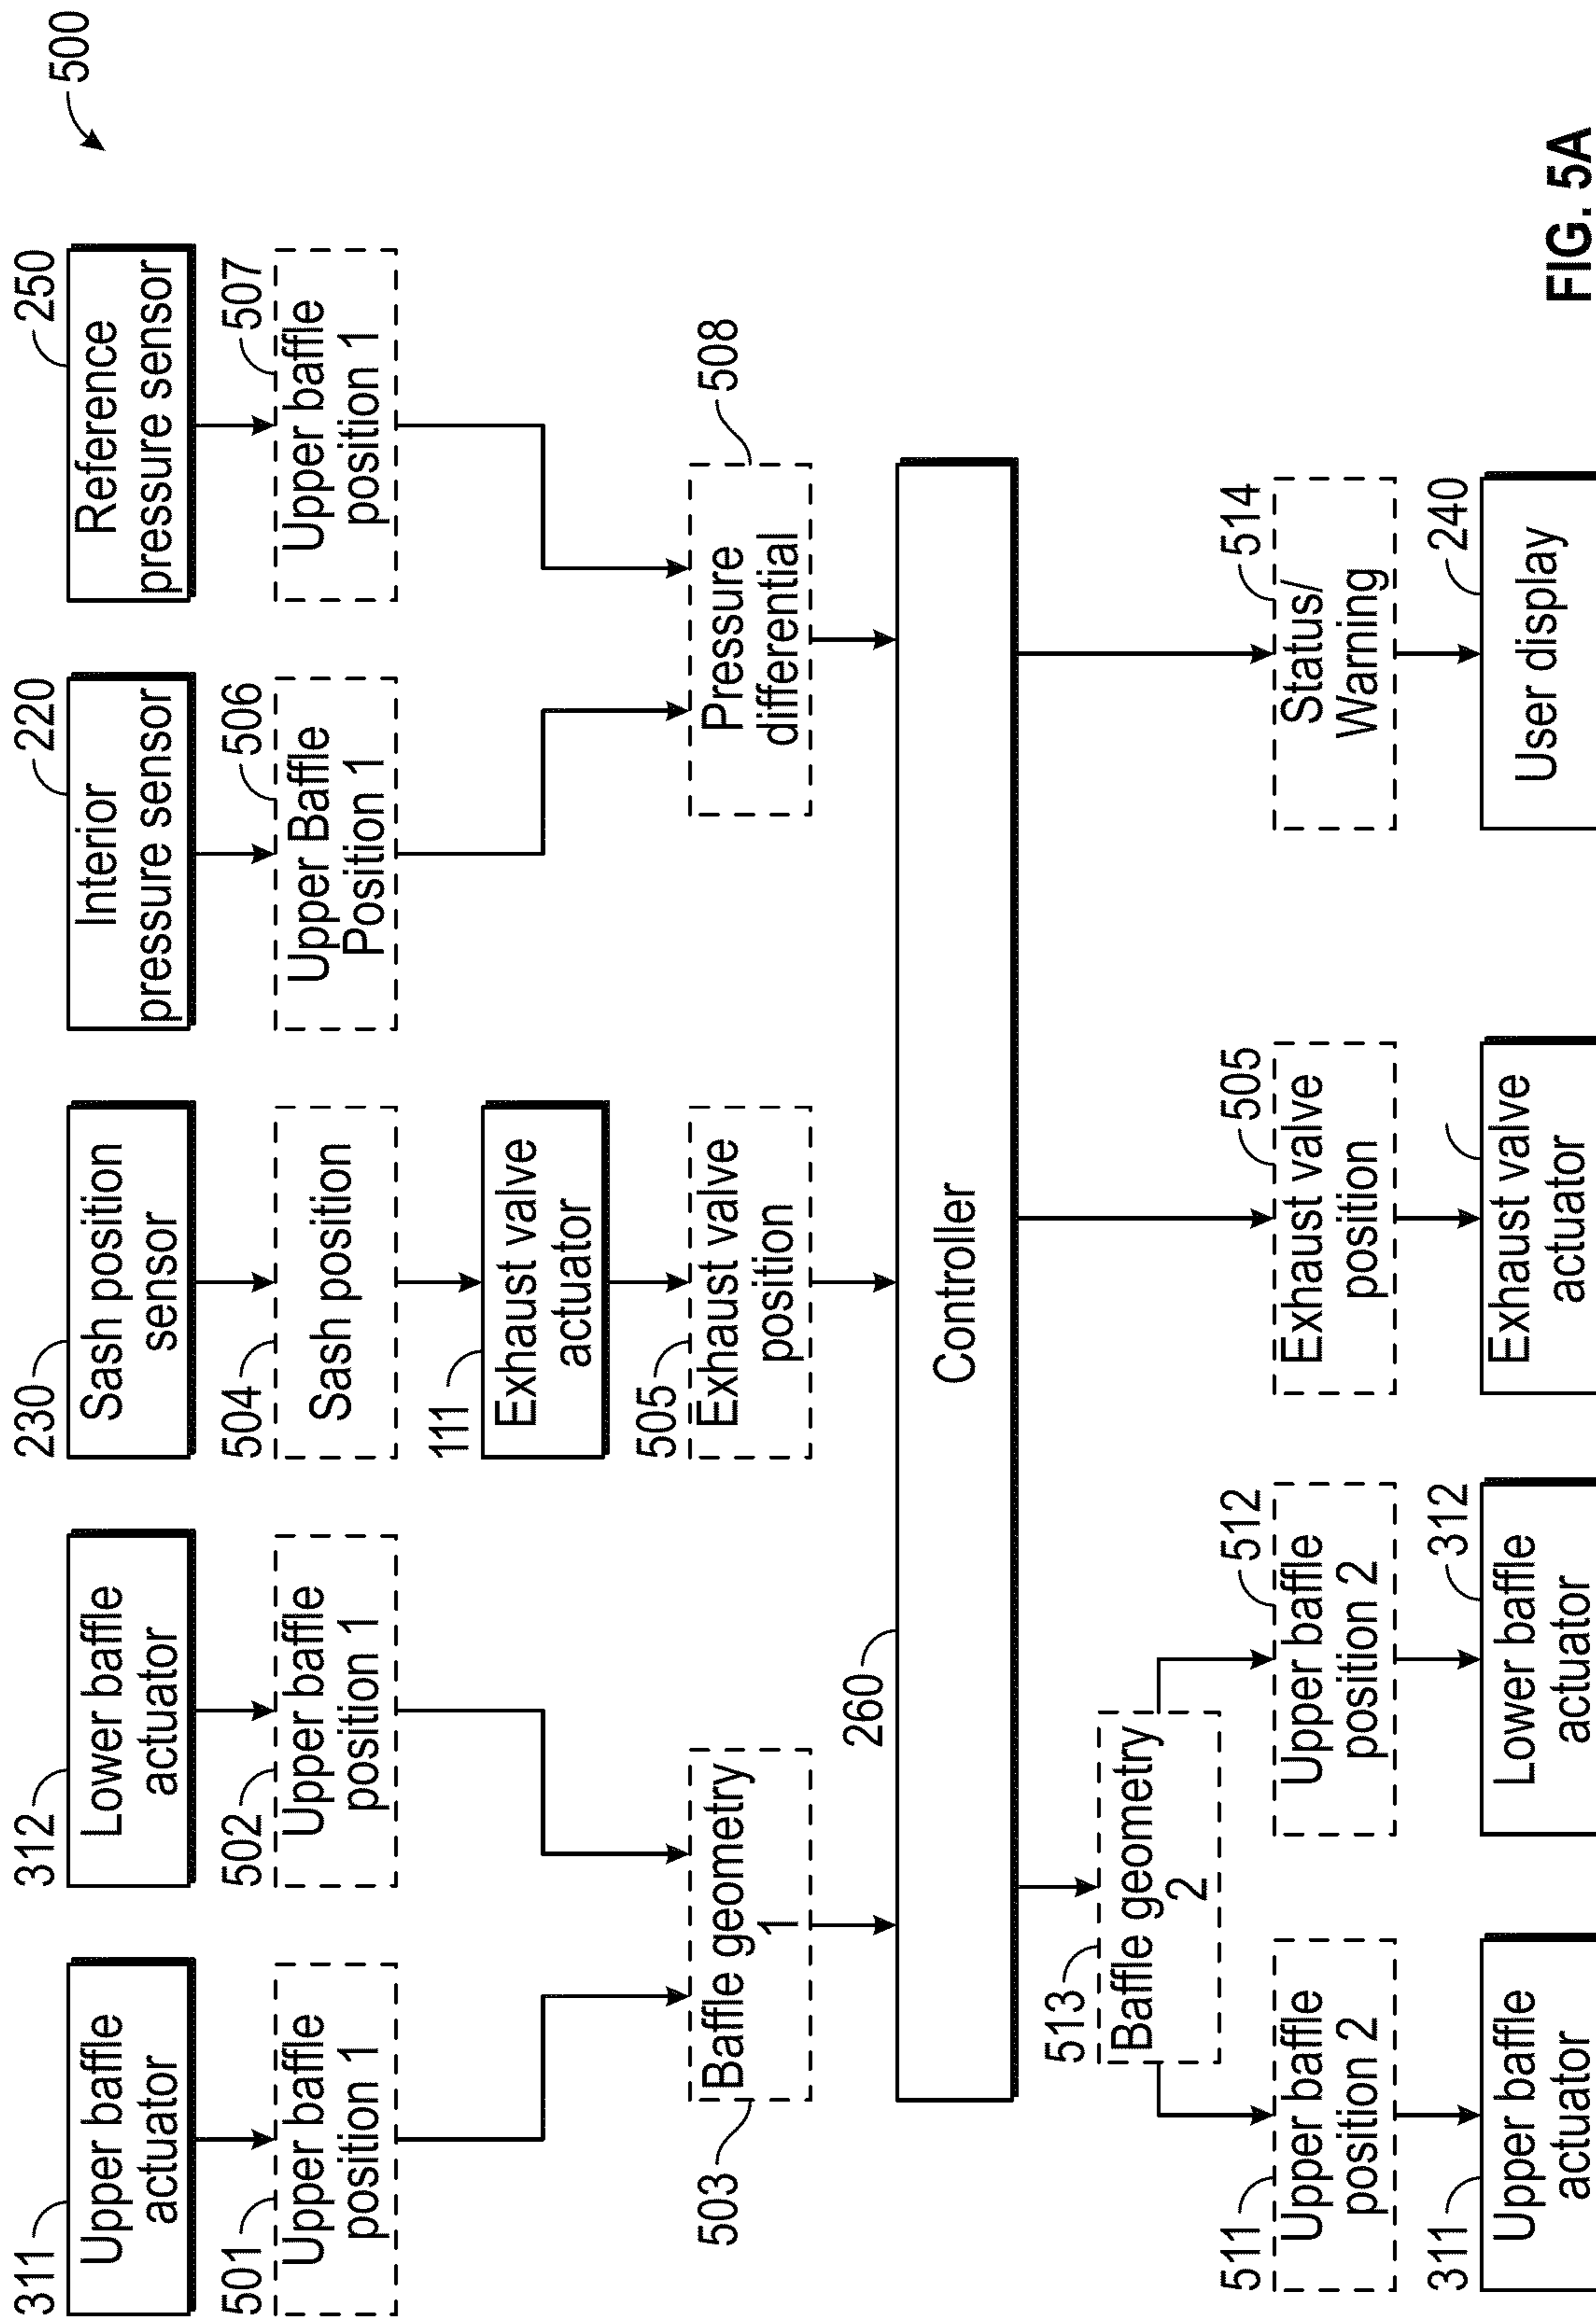 500
311
Upper baffle
actuator
312
Lower baffle
actuator
230
Sash position
sensor
220
Interior
pressure sensor
250
Reference
pressure sensor
501
Upper baffle
position 1
502
Upper baffle
position 1
504
Sash position
506
Upper Baffle
Position 1
507
Upper baffle
position 1
111
Exhaust valve
actuator
503
Baffle geometry
1
505
Exhaust valve
position
508
Pressure
differential
260
Controller
513
Baffle geometry
2
511
Upper baffle
position 2
512
Upper baffle
position 2
505
Exhaust valve
position
514
Status/
Warning
311
Upper baffle
actuator
312
Lower baffle
actuator
Exhaust valve
actuator
240
User display
FIG. 5A